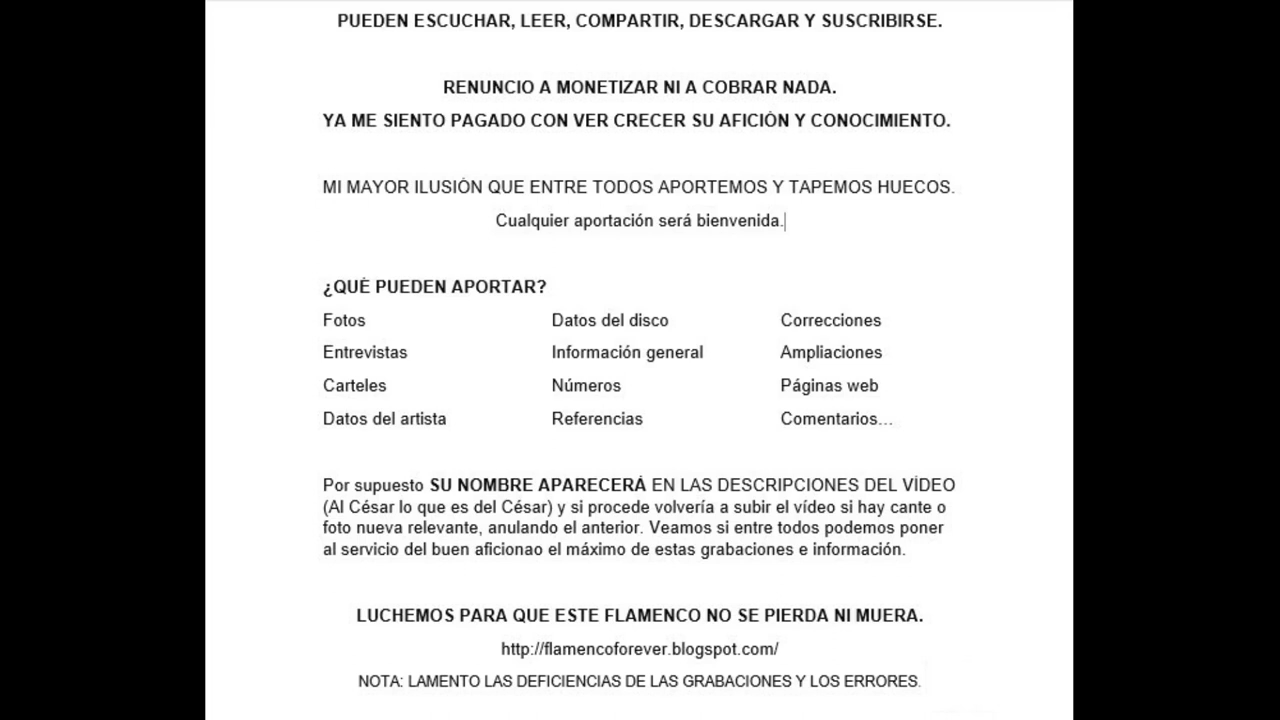 PUEDEN ESCUCHAR, LEER, COMPARTIR, DESCARGAR Y SUSCRIBIRSE.
RENUNCIO A MONETIZAR NI A COBRAR NADA.
YA ME SIENTO PAGADO CON VER CRECER SU AFICIÓN Y CONOCIMIENTO.
MI MAYOR ILUSIÓN QUE ENTRE TODOS APORTEMOS Y TAPEMOS HUECOS.
Cualquier aportación será bienvenida.
¿QUÉ PUEDEN APORTAR?
Fotos Datos del disco Correcciones
Entrevistas Información general Ampliaciones
Carteles Números Páginas web
Datos del artista Referencias Comentarios...
Por supuesto SU NOMBRE APARECERÁ EN LAS DESCRIPCIONES DEL VÍDEO
(Al César lo que es del César) y si procede volvería a subir el vídeo si hay cante o
foto nueva relevante, anulando el anterior. Veamos si entre todos podemos poner
al servicio del buen aficionao el máximo de estas grabaciones e información.
LUCHEMOS PARA QUE ESTE FLAMENCO NO SE PIERDA NI MUERA.
http://flamencoforever.blogspot.com/
NOTA: LAMENTO LAS DEFICIENCIAS DE LAS GRABACIONES Y LOS ERRORES.